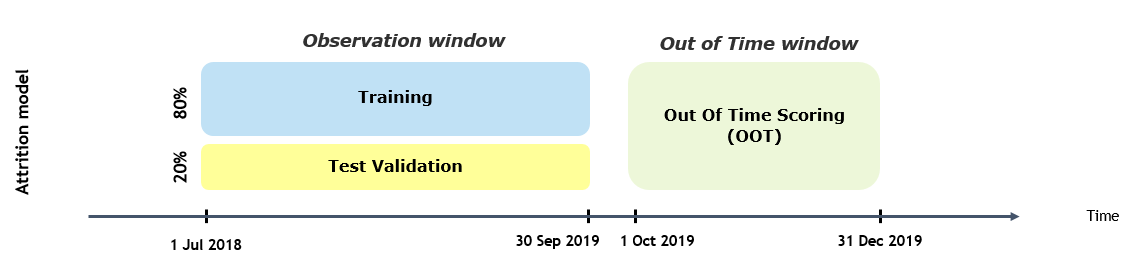 Observation window
Out of Time window
Attrition model
80%
Training
Out Of Time Scoring
(OOT)
20%
Test Validation
Time
1 Jul 2018
30 Sep 2019
1 Oct 2019
31 Dec 2019